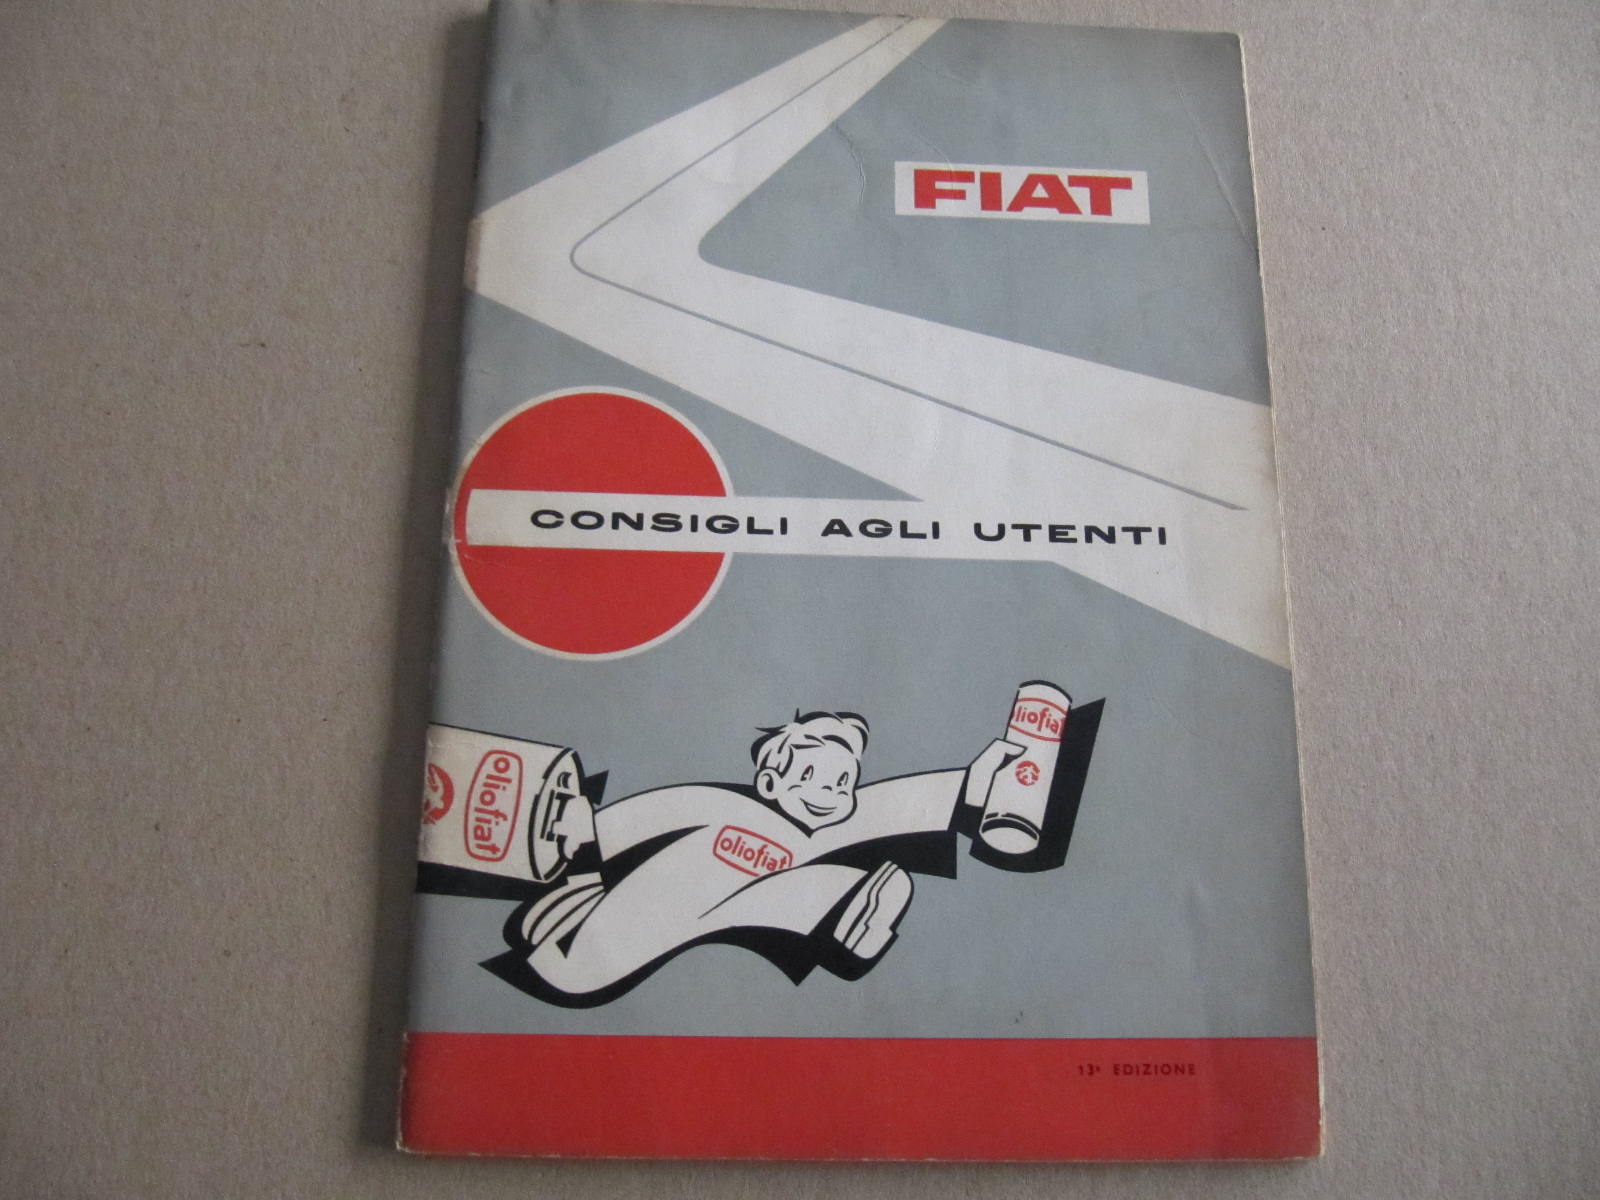 FIAT
CONSIGLI AGLI UTENTI
oliofiat
oliofiat
oliofiat
13ª EDIZIONE